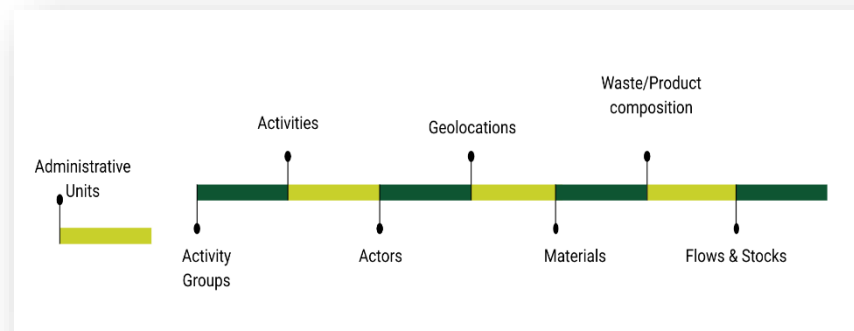 Administrative
Units
Activity
Groups
Activities
Actors
Geolocations
Materials
Waste/Product
composition
Flows & Stocks